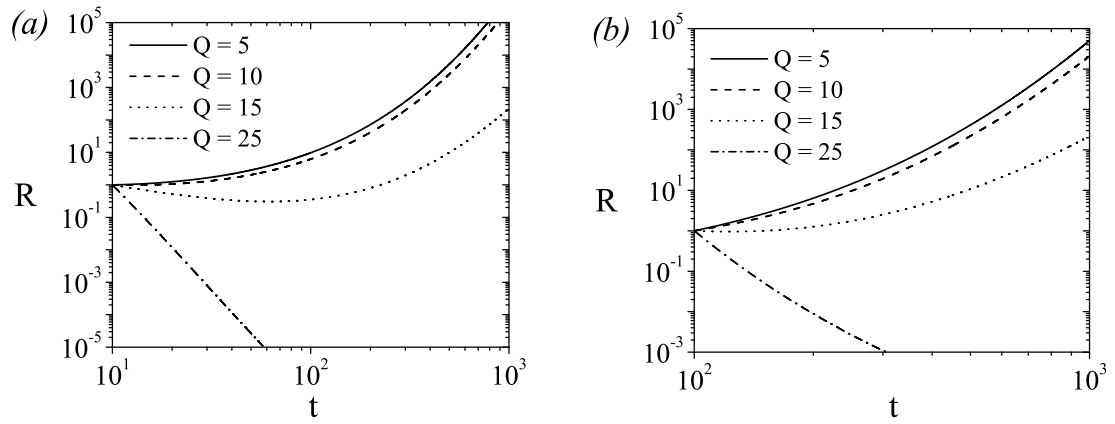 (a)
10^5
10^3
10^1
10^-1
10^-3
10^-5
R
Q = 5
Q = 10
Q = 15
Q = 25
10^1
10^2
10^3
t
(b)
10^5
10^3
10^1
10^-1
10^-3
R
Q = 5
Q = 10
Q = 15
Q = 25
10^2
10^3
t